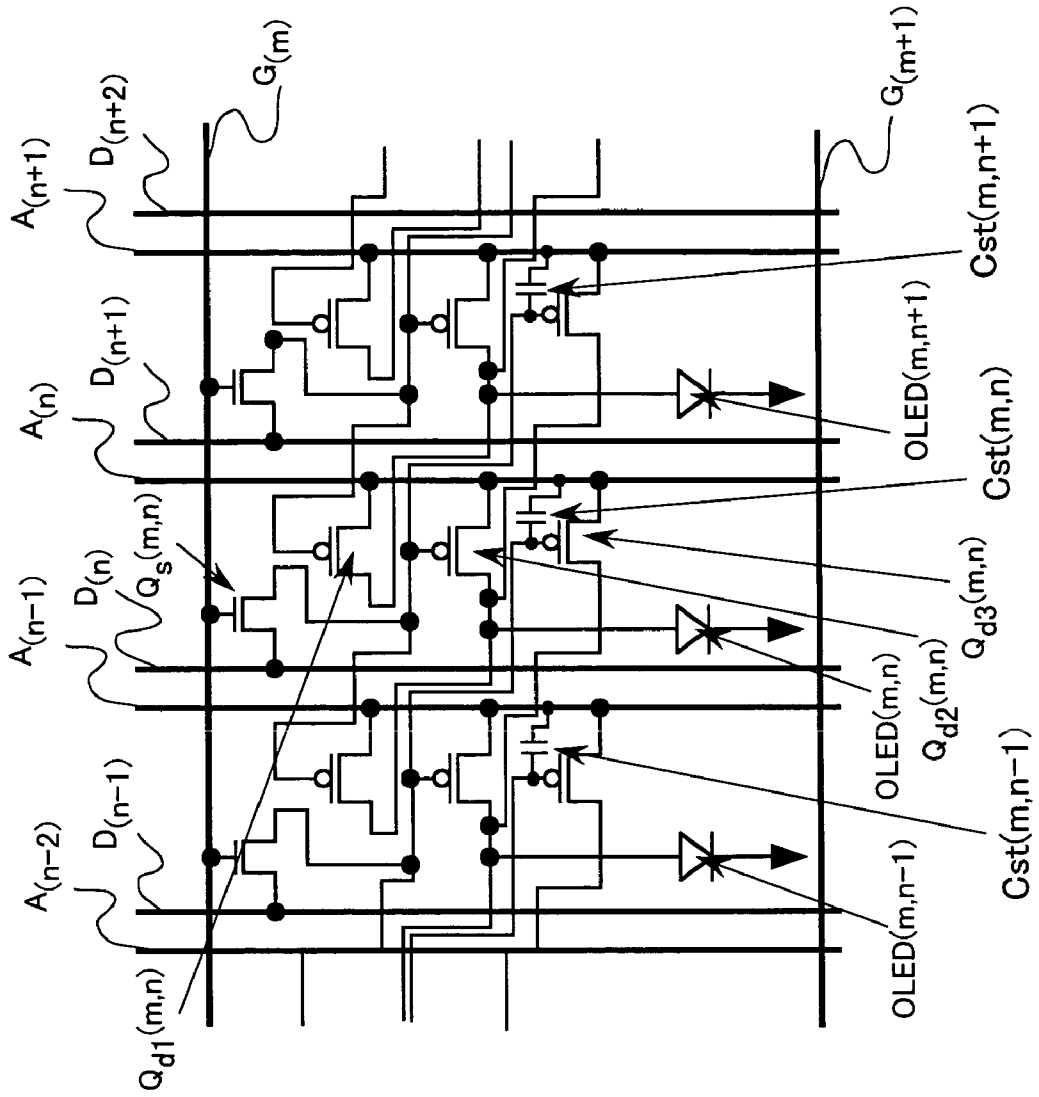 G(m)
D(n+2)
A(n+1)
D(n+1)
A(n)
Qs(m,n)
D(n)
A(n-1)
D(n-1)
A(n-2)
Qd1(m,n)
G(m+1)
Cst(m,n+1)
OLED(m,n+1)
Cst(m,n)
Qd3(m,n)
Qd2(m,n)
OLED(m,n)
Cst(m,n-1)
OLED(m,n-1)